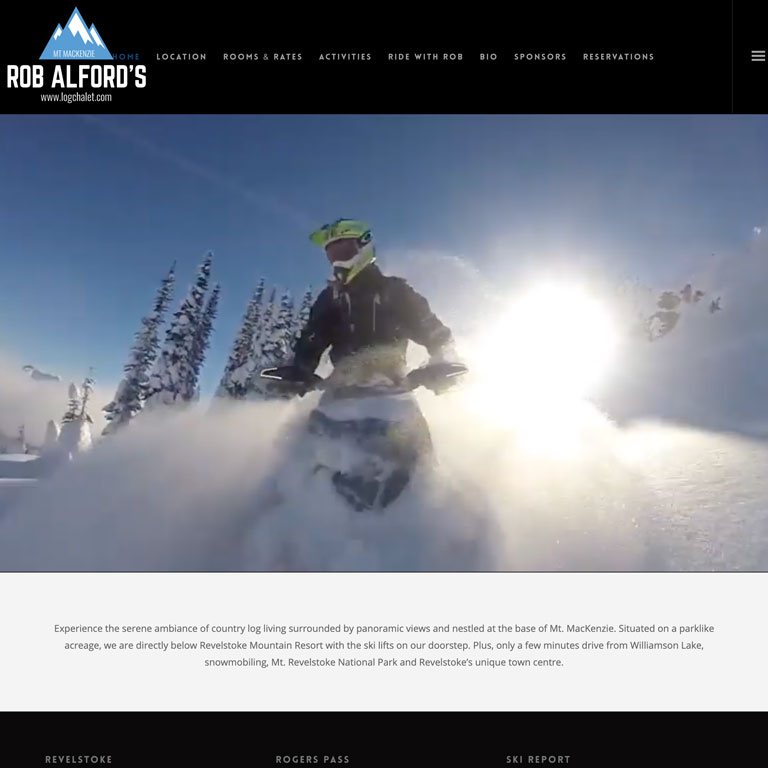 MT MACKENZIE
ROB ALFORD'S
www.logchalet.com
HOME LOCATION ROOMS & RATES ACTIVITIES RIDE WITH ROB BIO SPONSORS RESERVATIONS
Experience the serene ambiance of country log living surrounded by panoramic views and nestled at the base of Mt. MacKenzie. Situated on a parklike
acreage, we are directly below Revelstoke Mountain Resort with the ski lifts on our doorstep. Plus, only a few minutes drive from Williamson Lake,
snowmobiling, Mt. Revelstoke National Park and Revelstoke's unique town centre.
REVELSTOKE ROGERS PASS SKI REPORT